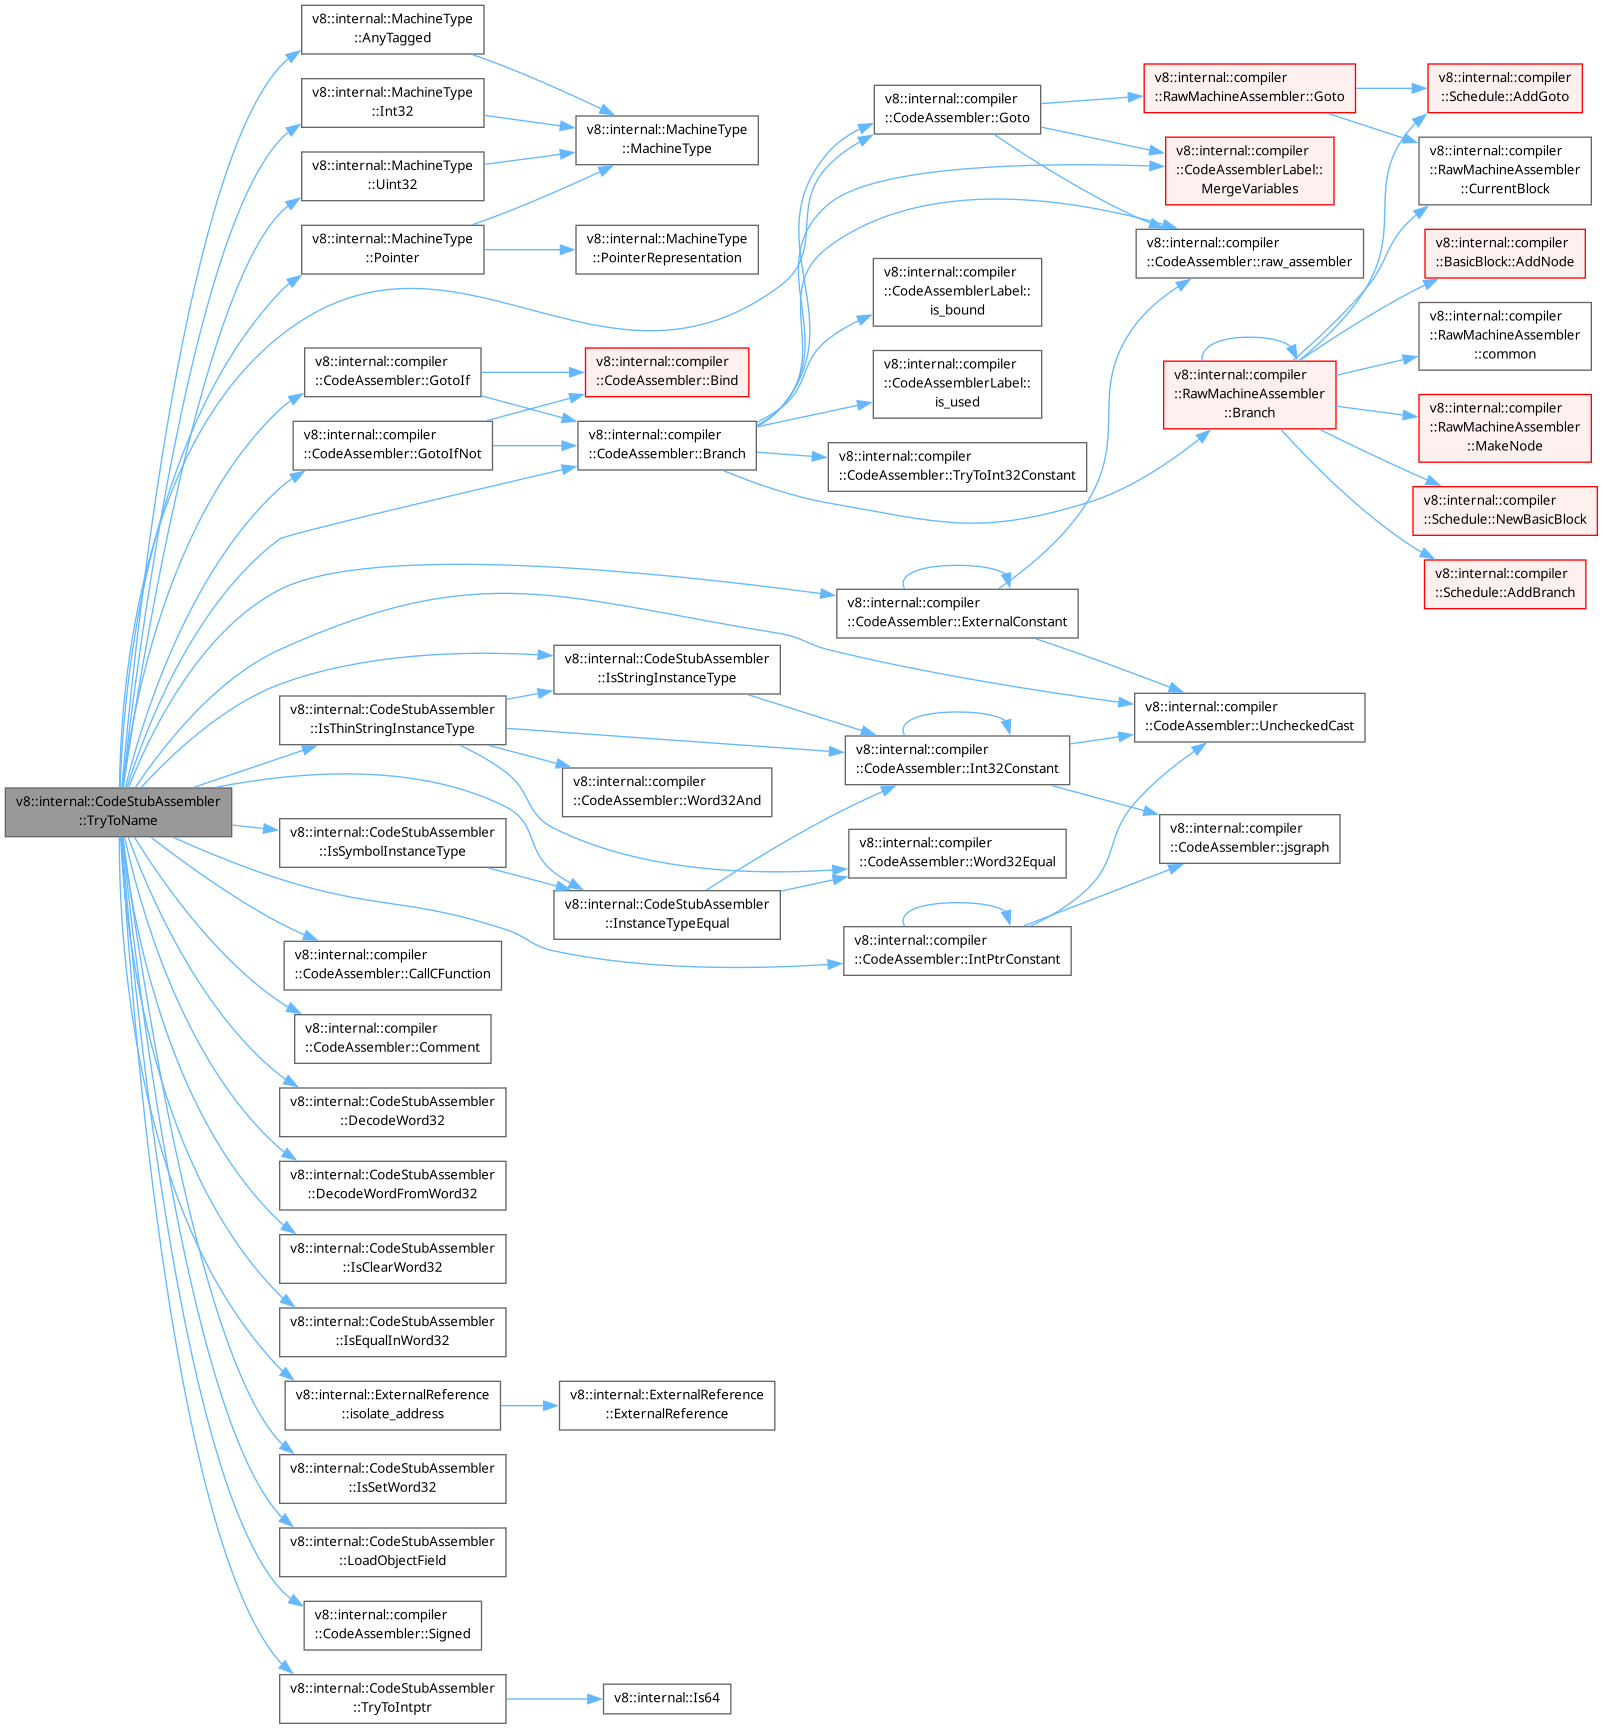 v8::internal::CodeStubAssembler
::TryToName
v8::internal::MachineType
::AnyTagged
v8::internal::MachineType
::Int32
v8::internal::MachineType
::Uint32
v8::internal::MachineType
::Pointer
v8::internal::compiler
::CodeAssembler::GotoIf
v8::internal::compiler
::CodeAssembler::GotoIfNot
v8::internal::CodeStubAssembler
::IsThinStringInstanceType
v8::internal::CodeStubAssembler
::IsSymbolInstanceType
v8::internal::compiler
::CodeAssembler::CallCFunction
v8::internal::compiler
::CodeAssembler::Comment
v8::internal::CodeStubAssembler
::DecodeWord32
v8::internal::CodeStubAssembler
::DecodeWordFromWord32
v8::internal::CodeStubAssembler
::IsClearWord32
v8::internal::CodeStubAssembler
::IsEqualInWord32
v8::internal::ExternalReference
::isolate_address
v8::internal::CodeStubAssembler
::IsSetWord32
v8::internal::CodeStubAssembler
::LoadObjectField
v8::internal::compiler
::CodeAssembler::Signed
v8::internal::CodeStubAssembler
::TryToIntptr
v8::internal::MachineType
::MachineType
v8::internal::MachineType
::PointerRepresentation
v8::internal::compiler
::CodeAssembler::Bind
v8::internal::compiler
::CodeAssembler::Branch
v8::internal::CodeStubAssembler
::IsStringInstanceType
v8::internal::compiler
::CodeAssembler::Word32And
v8::internal::CodeStubAssembler
::InstanceTypeEqual
v8::internal::ExternalReference
::ExternalReference
v8::internal::Is64
v8::internal::compiler
::CodeAssembler::Goto
v8::internal::compiler
::CodeAssemblerLabel::
is_bound
v8::internal::compiler
::CodeAssemblerLabel::
is_used
v8::internal::compiler
::CodeAssembler::TryToInt32Constant
v8::internal::compiler
::CodeAssembler::ExternalConstant
v8::internal::compiler
::CodeAssembler::Int32Constant
v8::internal::compiler
::CodeAssembler::Word32Equal
v8::internal::compiler
::CodeAssembler::IntPtrConstant
v8::internal::compiler
::RawMachineAssembler::Goto
v8::internal::compiler
::CodeAssemblerLabel::
MergeVariables
v8::internal::compiler
::CodeAssembler::raw_assembler
v8::internal::compiler
::RawMachineAssembler
::Branch
v8::internal::compiler
::CodeAssembler::UncheckedCast
v8::internal::compiler
::CodeAssembler::jsgraph
v8::internal::compiler
::Schedule::AddGoto
v8::internal::compiler
::RawMachineAssembler
::CurrentBlock
v8::internal::compiler
::BasicBlock::AddNode
v8::internal::compiler
::RawMachineAssembler
::common
v8::internal::compiler
::RawMachineAssembler
::MakeNode
v8::internal::compiler
::Schedule::NewBasicBlock
v8::internal::compiler
::Schedule::AddBranch